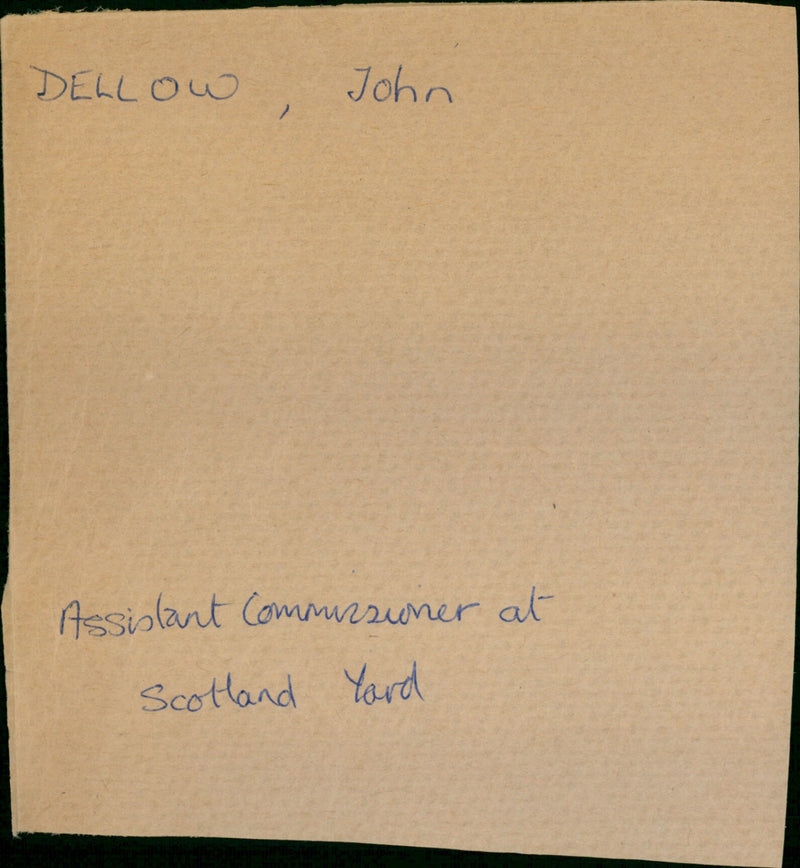 DELLOW, John
Assistant Commissioner at
Scotland Yard